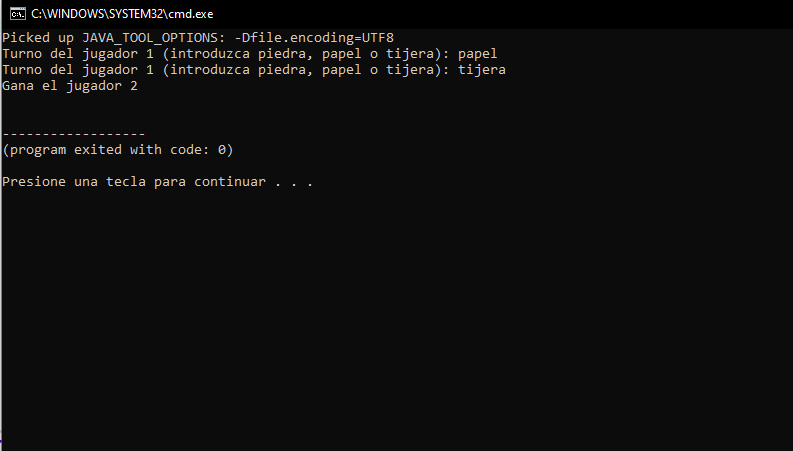 C:\WINDOWS\SYSTEM32\cmd.exe
Picked up JAVA_TOOL_OPTIONS: -Dfile.encoding=UTF8
Turno del jugador 1 (introduzca piedra, papel o tijera): papel
Turno del jugador 1 (introduzca piedra, papel o tijera): tijera
Gana el jugador 2
------------------
(program exited with code: 0)
Presione una tecla para continuar . . .